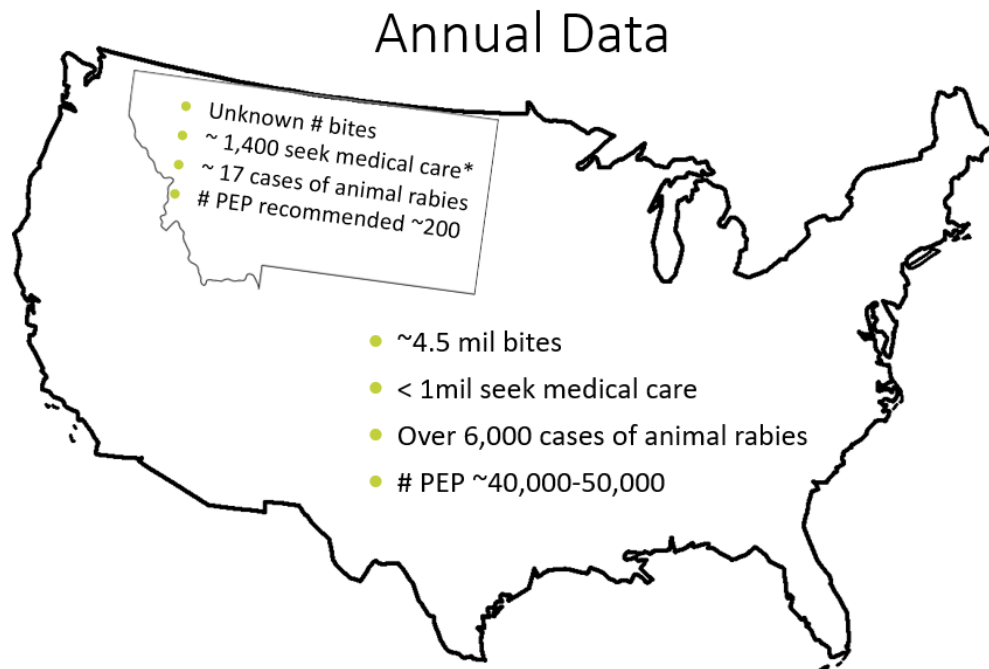 Annual Data
• Unknown # bites
• ~ 1,400 seek medical care*
• ~ 17 cases of animal rabies
• # PEP recommended ~200
• ~4.5 mil bites
• < 1mil seek medical care
• Over 6,000 cases of animal rabies
• # PEP ~40,000-50,000